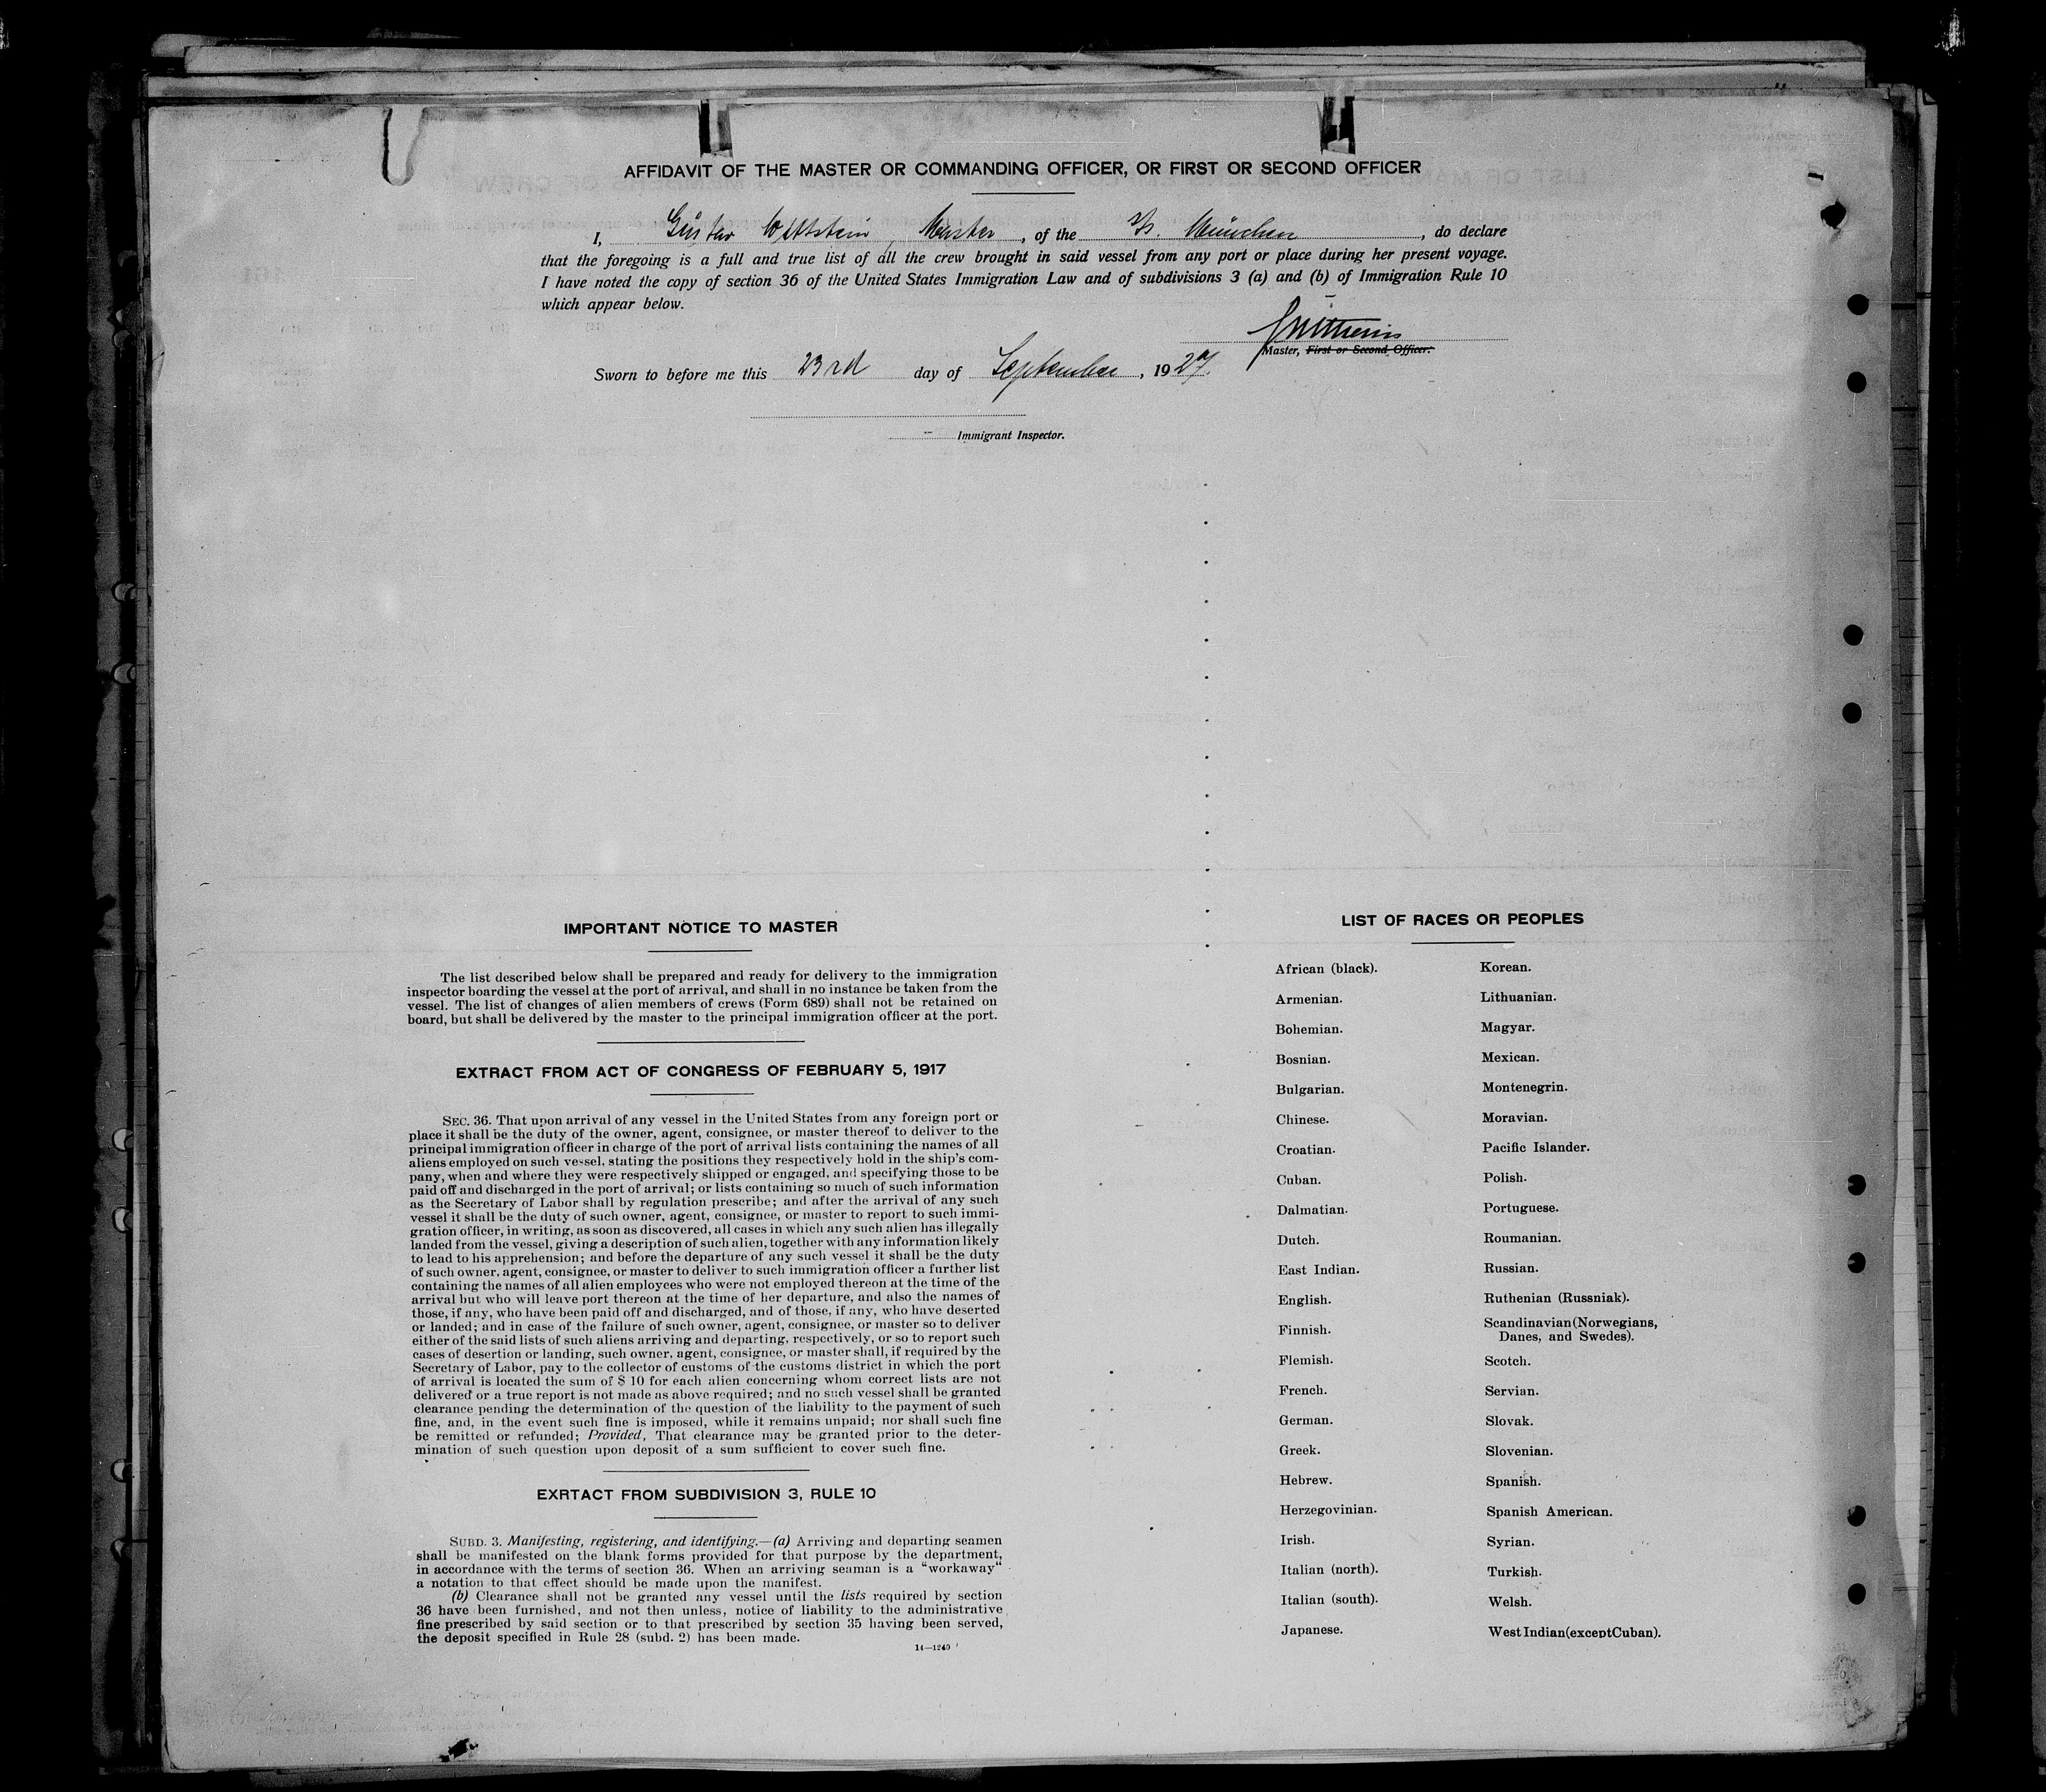 AFFIDAVIT OF THE MASTER OR COMMANDING OFFICER, OR FIRST OR SECOND OFFICER
I, Gustav Wittstein, Master, of the S/s. München, do declare
that the foregoing is a full and true list of all the crew brought in said vessel from any port or place during her present voyage.
I have noted the copy of section 36 of the United States Immigration Law and of subdivisions 3 (a) and (b) of Immigration Rule 10
which appear below.
Master, First or Second Officer.
Sworn to before me this 23rd day of September, 1927.
Immigrant Inspector.
IMPORTANT NOTICE TO MASTER
The list described below shall be prepared and ready for delivery to the immigration
inspector boarding the vessel at the port of arrival, and shall in no instance be taken from the
vessel. The list of changes of alien members of crews (Form 689) shall not be retained on
board, but shall be delivered by the master to the principal immigration officer at the port.
EXTRACT FROM ACT OF CONGRESS OF FEBRUARY 5, 1917
SEC. 36. That upon arrival of any vessel in the United States from any foreign port or
place it shall be the duty of the owner, agent, consignee, or master thereof to deliver to the
principal immigration officer in charge of the port of arrival lists containing the names of all
aliens employed on such vessel, stating the positions they respectively hold in the ship's com-
pany, when and where they were respectively shipped or engaged, and specifying those to be
paid off and discharged in the port of arrival; or lists containing so much of such information
as the Secretary of Labor shall by regulation prescribe; and after the arrival of any such
vessel it shall be the duty of such owner, agent, consignee, or master to report to such immi-
gration officer, in writing, as soon as discovered, all cases in which any such alien has illegally
landed from the vessel, giving a description of such alien, together with any information likely
to lead to his apprehension; and before the departure of any such vessel it shall be the duty
of such owner, agent, consignee, or master to deliver to such immigration officer a further list
containing the names of all alien employees who were not employed thereon at the time of the
arrival but who will leave port thereon at the time of her departure, and also the names of
those, if any, who have been paid off and discharged, and of those, if any, who have deserted
or landed; and in case of the failure of such owner, agent, consignee, or master so to deliver
either of the said lists of such aliens arriving and departing, respectively, or so to report such
cases of desertion or landing, such owner, agent, consignee, or master shall, if required by the
Secretary of Labor, pay to the collector of customs of the customs district in which the port
of arrival is located the sum of $ 10 for each alien concerning whom correct lists are not
delivered or a true report is not made as above required; and no such vessel shall be granted
clearance pending the determination of the question of the liability to the payment of such
fine, and, in the event such fine is imposed, while it remains unpaid; nor shall such fine
be remitted or refunded; Provided, That clearance may be granted prior to the deter-
mination of such question upon deposit of a sum sufficient to cover such fine.
EXRTACT FROM SUBDIVISION 3, RULE 10
SUBD. 3. Manifesting, registering, and identifying.—(a) Arriving and departing seamen
shall be manifested on the blank forms provided for that purpose by the department,
in accordance with the terms of section 36. When an arriving seaman is a "workaway"
a notation to that effect should be made upon the manifest.
(b) Clearance shall not be granted any vessel until the lists required by section
36 have been furnished, and not then unless, notice of liability to the administrative
fine prescribed by said section or to that prescribed by section 35 having been served,
the deposit specified in Rule 28 (subd. 2) has been made.
14—1240
LIST OF RACES OR PEOPLES
African (black).
Armenian.
Bohemian.
Bosnian.
Bulgarian.
Chinese.
Croatian.
Cuban.
Dalmatian.
Dutch.
East Indian.
English.
Finnish.
Flemish.
French.
German.
Greek.
Hebrew.
Herzegovinian.
Irish.
Italian (north).
Italian (south).
Japanese.
Korean.
Lithuanian.
Magyar.
Mexican.
Montenegrin.
Moravian.
Pacific Islander.
Polish.
Portuguese.
Roumanian.
Russian.
Ruthenian (Russniak).
Scandinavian (Norwegians,
Danes, and Swedes).
Scotch.
Servian.
Slovak.
Slovenian.
Spanish.
Spanish American.
Syrian.
Turkish.
Welsh.
West Indian (except Cuban).